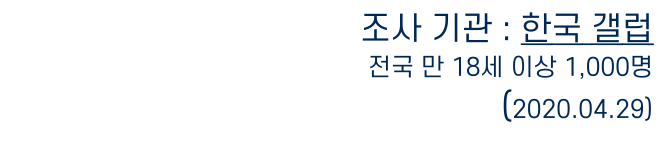 조사 기관 : 한국 갤럽
전국 만 18세 이상 1,000명
(2020.04.29)